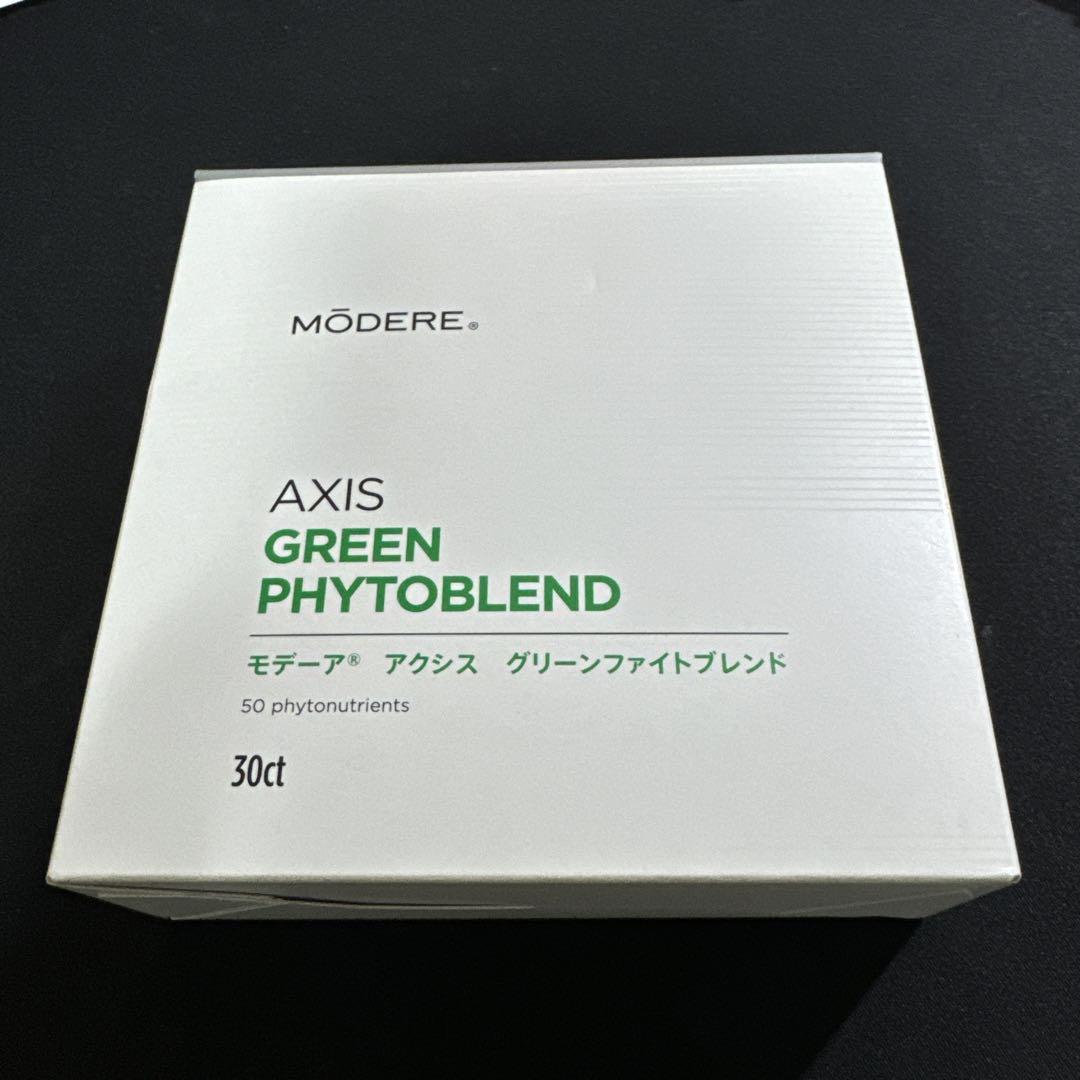 MŌDERE®
AXIS
GREEN
PHYTOBLEND
モデーア® アクシス グリーンファイトブレンド
50 phytonutrients
30ct